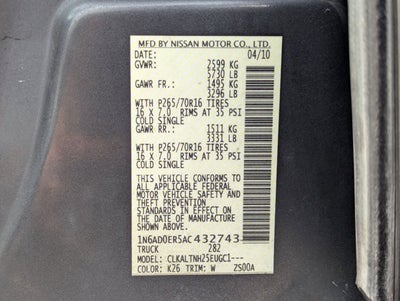 MFD BY NISSAN MOTOR CO., LTD.
DATE: 04/10
GVWR: 2599 KG
5730 LB
GAWR FR.: 1495 KG
3296 LB
WITH P265/70R16 TIRES
16 X 7.0 RIMS AT 35 PSI
COLD SINGLE
GAWR RR.: 1511 KG
3331 LB
WITH P265/70R16 TIRES
16 X 7.0 RIMS AT 35 PSI
COLD SINGLE
THIS VEHICLE CONFORMS TO
ALL APPLICABLE FEDERAL MOTOR
VEHICLE SAFETY STANDARDS
IN EFFECT ON THE DATE
OF MANUFACTURE SHOWN
ABOVE.
1N6AD0ER5AC432743
282
MODEL: CLKALTNH25EUGC1---
COLOR: K26 TRIM: W ZS00A